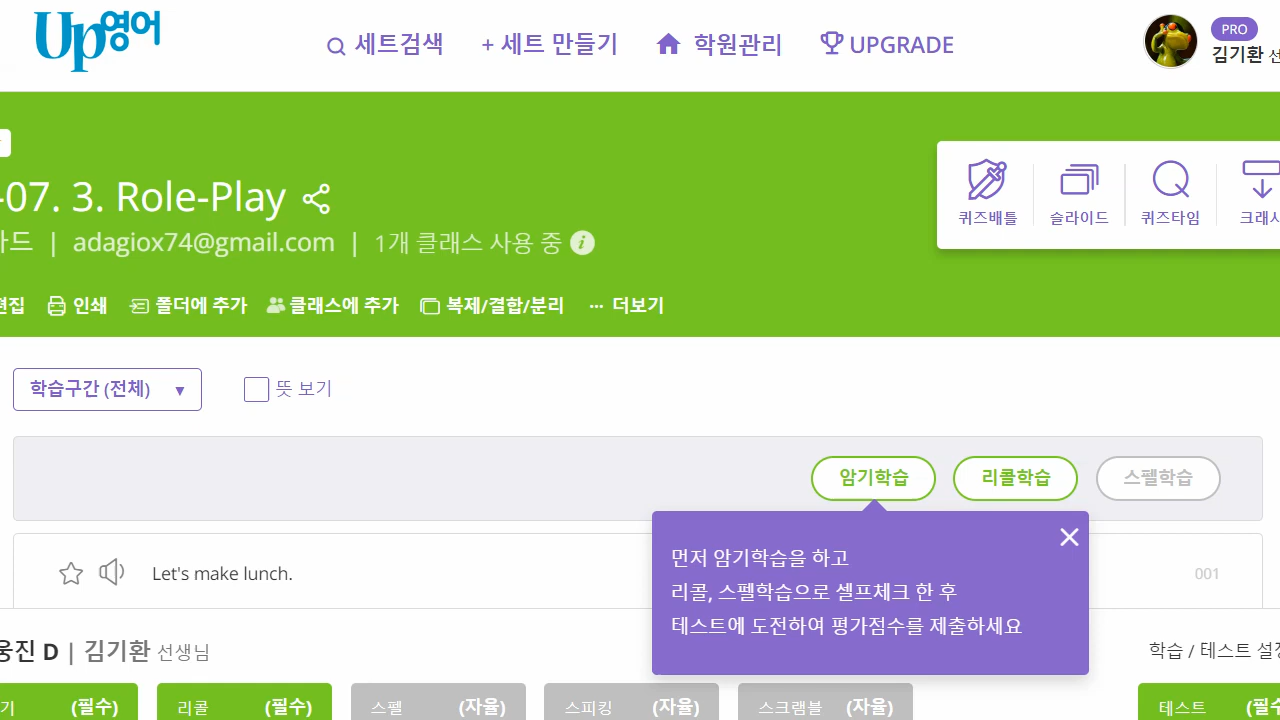 Up영어
세트검색
+ 세트 만들기
학원관리
UPGRADE
PRO
김기환
-07. 3. Role-Play
| adagiox74@gmail.com | 1개 클래스 사용 중 i
퀴즈배틀
슬라이드
퀴즈타임
편집
인쇄
폴더에 추가
클래스에 추가
복제/결합/분리
··· 더보기
학습구간 (전체) ▼
뜻 보기
암기학습
리콜학습
스펠학습
먼저 암기학습을 하고
리콜, 스펠학습으로 셀프체크 한 후
테스트에 도전하여 평가점수를 제출하세요
Let's make lunch.
001
웅진 D | 김기환 선생님
학습 / 테스트 설정
기 (필수)
리콜 (필수)
스펠 (자율)
스피킹 (자율)
스크램블 (자율)
테스트